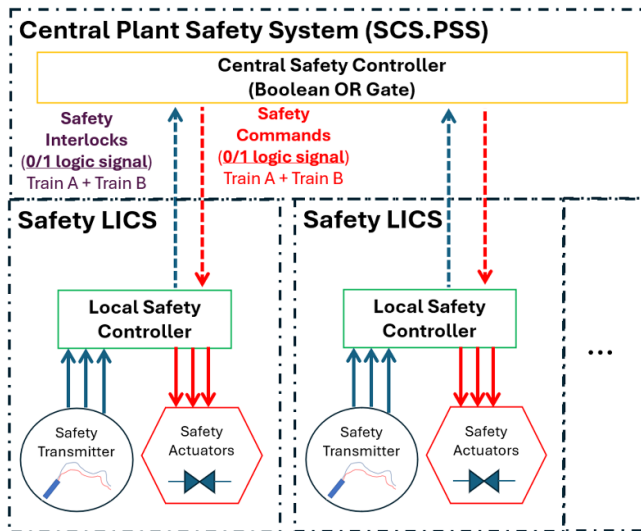 Central Plant Safety System (SCS.PSS)
Central Safety Controller
(Boolean OR Gate)
Safety
Interlocks
(0/1 logic signal)
Train A + Train B
Safety
Commands
(0/1 logic signal)
Train A + Train B
Safety LICS
Local Safety
Controller
Safety
Transmitter
Safety
Actuators
Safety LICS
Local Safety
Controller
Safety
Transmitter
Safety
Actuators
...